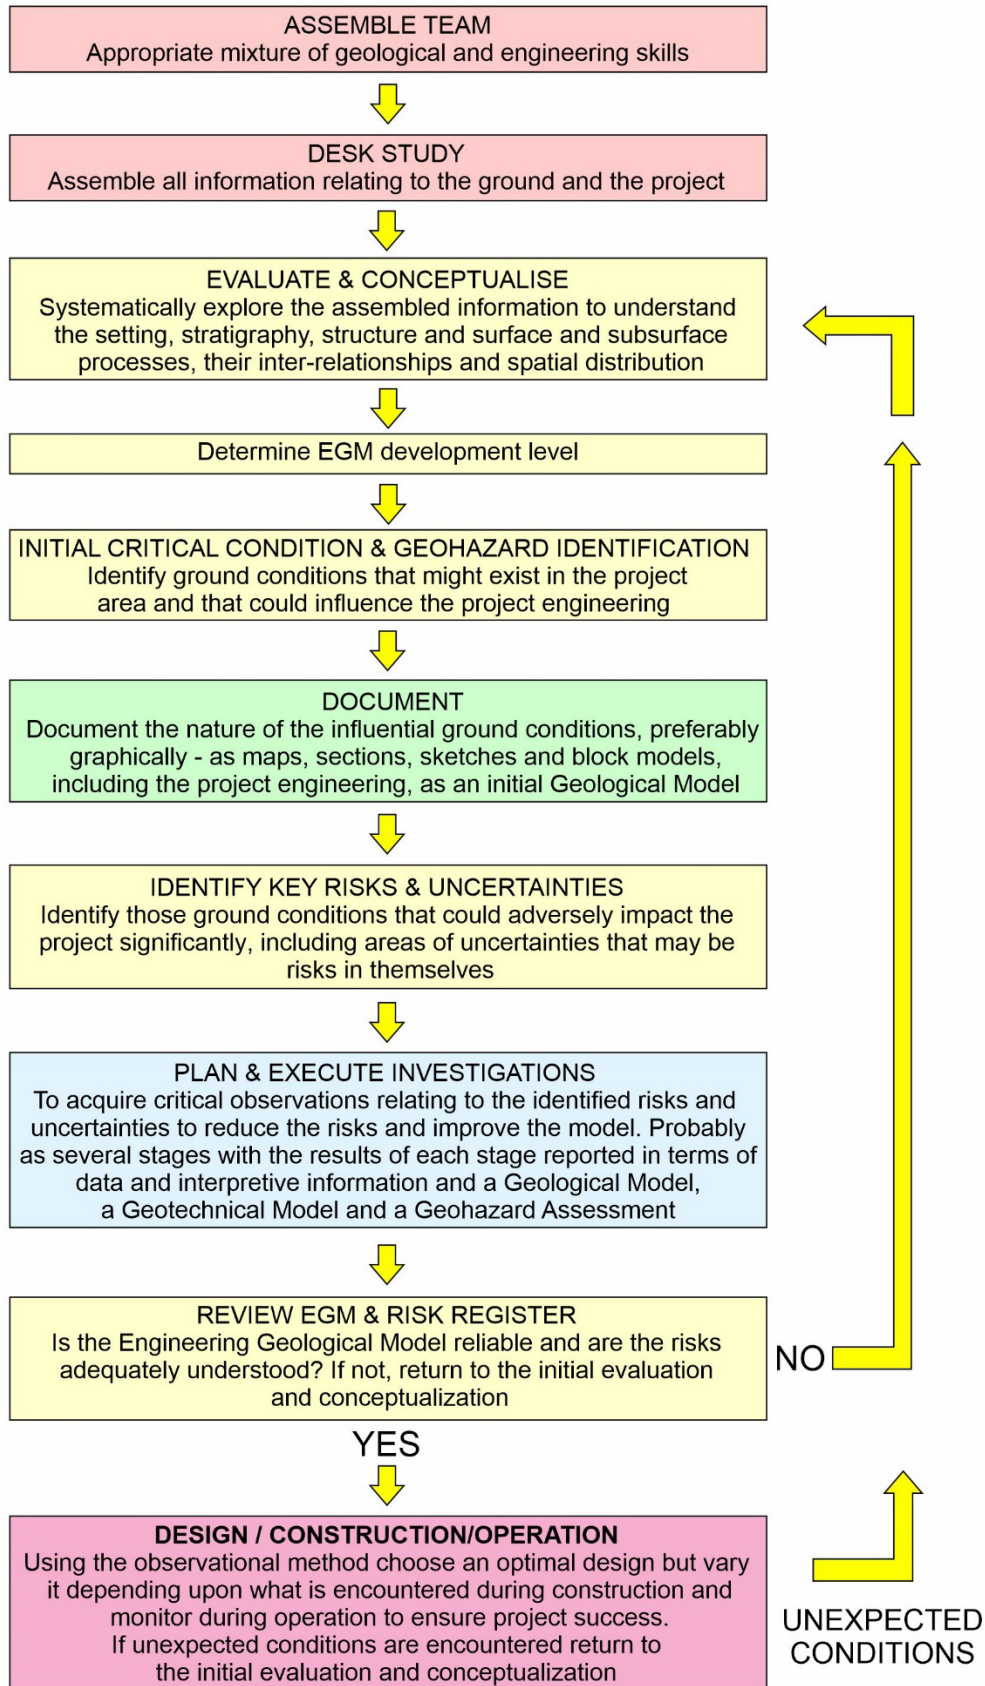 ASSEMBLE TEAM
Appropriate mixture of geological and engineering skills
DESK STUDY
Assemble all information relating to the ground and the project
EVALUATE & CONCEPTUALISE
Systematically explore the assembled information to understand
the setting, stratigraphy, structure and surface and subsurface
processes, their inter-relationships and spatial distribution
Determine EGM development level
INITIAL CRITICAL CONDITION & GEOHAZARD IDENTIFICATION
Identify ground conditions that might exist in the project
area and that could influence the project engineering
DOCUMENT
Document the nature of the influential ground conditions, preferably
graphically - as maps, sections, sketches and block models,
including the project engineering, as an initial Geological Model
IDENTIFY KEY RISKS & UNCERTAINTIES
Identify those ground conditions that could adversely impact the
project significantly, including areas of uncertainties that may be
risks in themselves
PLAN & EXECUTE INVESTIGATIONS
To acquire critical observations relating to the identified risks and
uncertainties to reduce the risks and improve the model. Probably
as several stages with the results of each stage reported in terms of
data and interpretive information and a Geological Model,
a Geotechnical Model and a Geohazard Assessment
REVIEW EGM & RISK REGISTER
Is the Engineering Geological Model reliable and are the risks
adequately understood? If not, return to the initial evaluation
and conceptualization
NO
YES
DESIGN / CONSTRUCTION/OPERATION
Using the observational method choose an optimal design but vary
it depending upon what is encountered during construction and
monitor during operation to ensure project success.
If unexpected conditions are encountered return to
the initial evaluation and conceptualization
UNEXPECTED
CONDITIONS